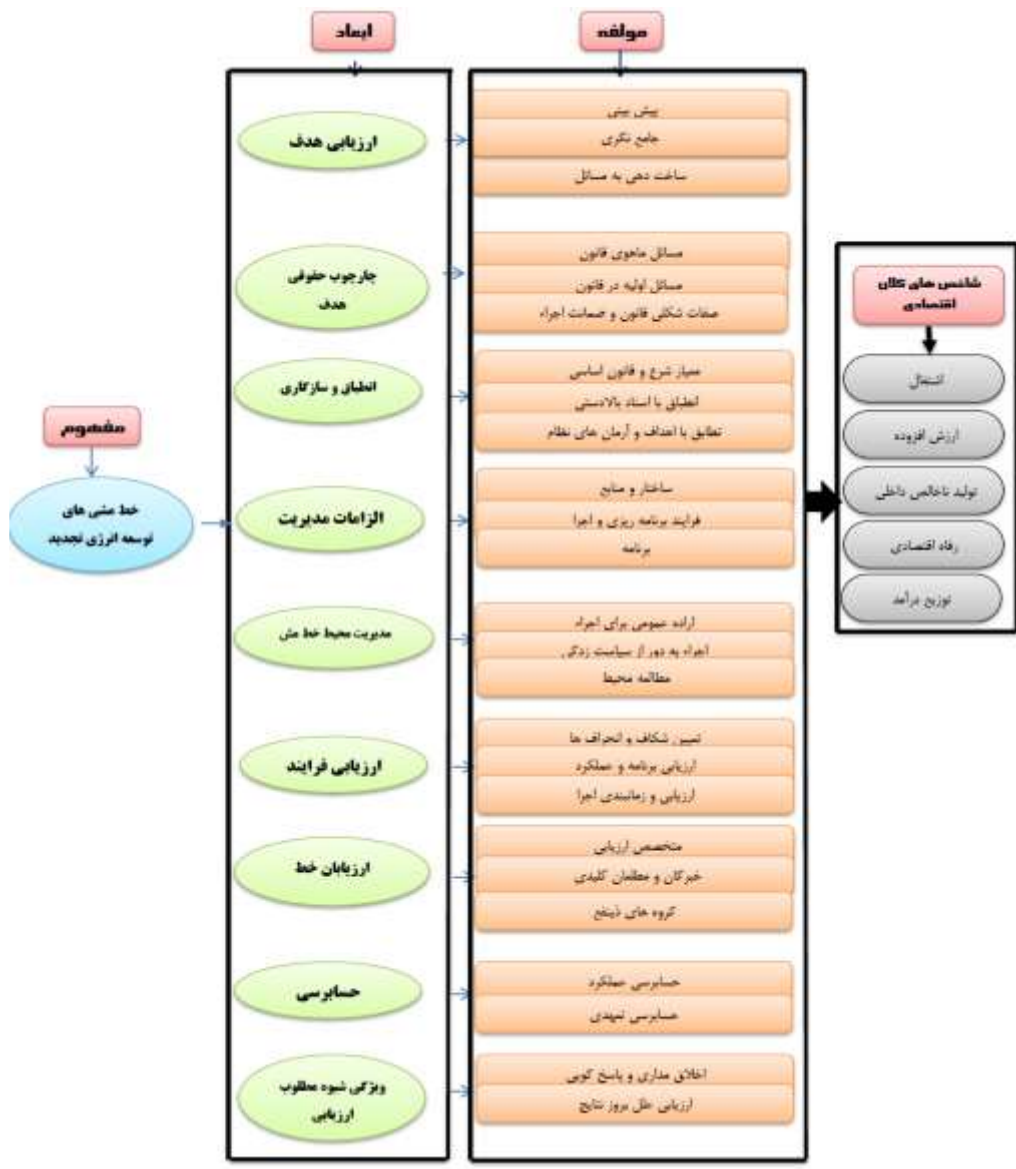 مولفه
ابعاد
پیش بینی
جامع نگری
ساخت دهی به مسائل
ارزیابی هدف
مسائل ماهوی قانون
مسائل اولیه در قانون
صفات شکلی قانون و ضمانت اجراء
چارچوب حقوقی
هدف
معیار شرع و قانون اساسی
انطباق با اسناد بالادستی
تطابق با اهداف و آرمان های نظام
انطباق و سازگاری
ساختار و منابع
فرایند برنامه ریزی و اجرا
برنامه
الزامات مدیریت
اراده عمومی برای اجراء
اجراء به دور از سیاست زدگی
مطالعه محیط
مدیریت محیط خط مش
تعیین شکاف و انحراف ها
ارزیابی برنامه و عملکرد
ارزیابی و زمانبندی اجرا
ارزیابی فرایند
متخصص ارزیابی
خبرگان و مطلعان کلیدی
گروه های ذینفع
ارزیابان خط
حسابرسی عملکرد
حسابرسی تعهدی
حسابرسی
اخلاق مداری و پاسخ گویی
ارزیابی علل بروز نتایج
ویژگی شیوه مطلوب
ارزیابی
شاخص های کلان
اقتصادی
اشتغال
ارزش افزوده
تولید ناخالص داخلی
رفاه اقتصادی
توزیع درآمد
مفهوم
خط مشی های
توسعه انرژی تجدید